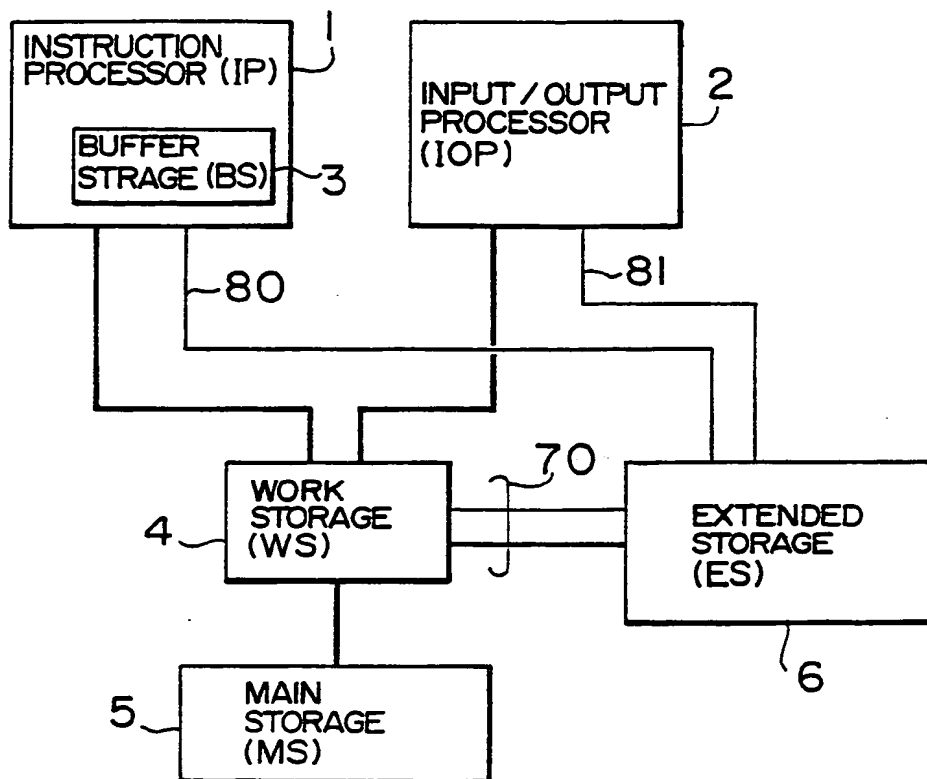 1
INSTRUCTION
PROCESSOR (IP)
BUFFER
STRAGE (BS)
3
2
INPUT / OUTPUT
PROCESSOR
(IOP)
80
81
70
4
WORK
STORAGE
(WS)
EXTENDED
STORAGE
(ES)
6
5
MAIN
STORAGE
(MS)